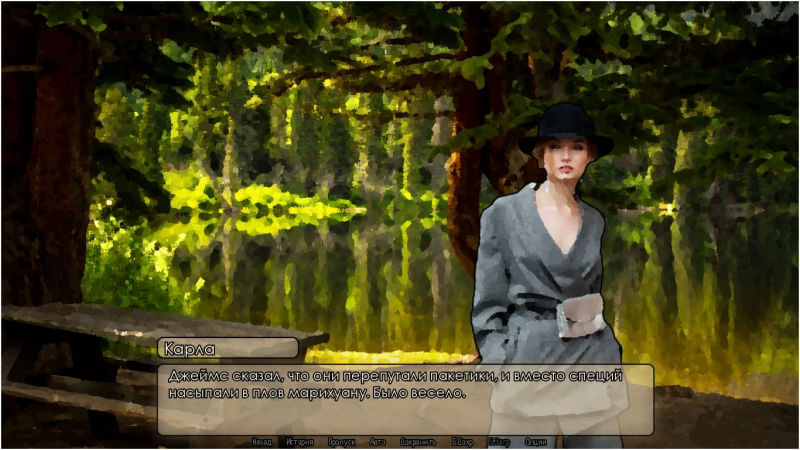 Карла
Джеймс сказал, что они перепутали пакетики, и вместо специй
насыпали в плов марихуану. Было весело.
Назад История Пропуск Авто Сохранить Б.Сохр Б.Загр Опции